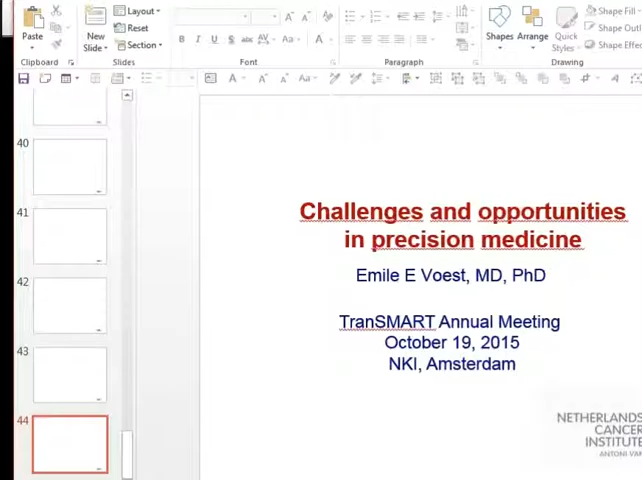 Layout
Paste
New
Slide
Reset
Section
Shapes
Arrange
Quick
Styles
Shape Fill
Shape Outl
Shape Effe
Clipboard
Slides
Font
Paragraph
Drawing
40
41
42
43
44
Challenges and opportunities
in precision medicine
Emile E Voest, MD, PhD
TranSMART Annual Meeting
October 19, 2015
NKI, Amsterdam
NETHERLANDS
CANCER
INSTITUTE
ANTONI VAN